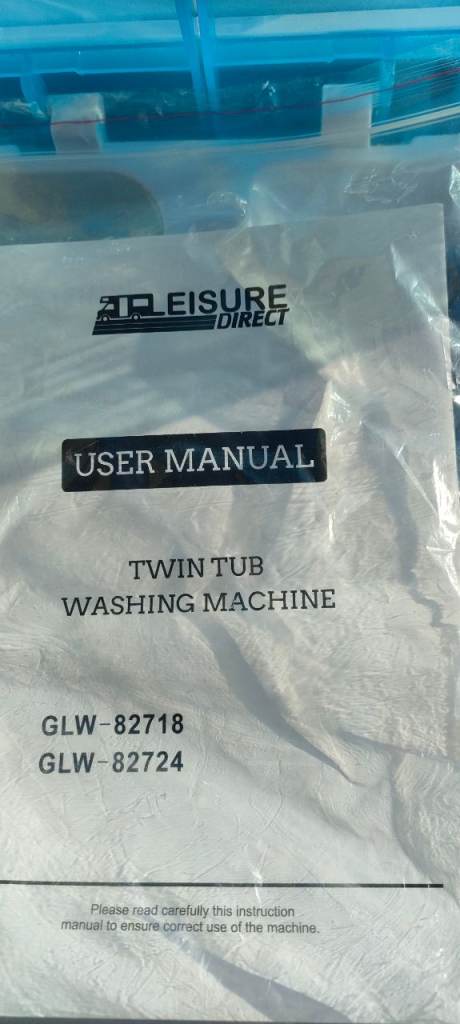 LEISURE
DIRECT
USER MANUAL
TWIN TUB
WASHING MACHINE
GLW-82718
GLW-82724
Please read carefully this instruction
manual to ensure correct use of the machine.